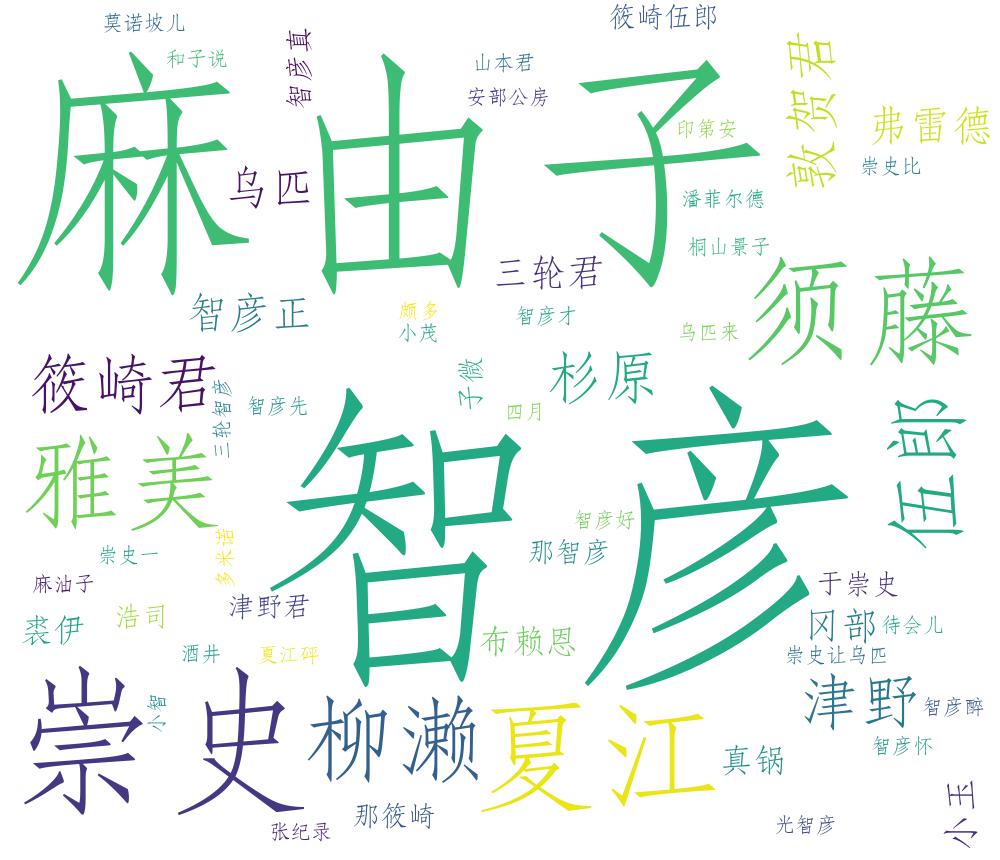 莫诺坡儿
筱崎伍郎
和子说
智彦真
山本君
安部公房
麻由子
乌匹
印第安
敦贺君
弗雷德
崇史比
潘菲尔德
桐山景子
三轮君
智彦正
颇多
小茂
智彦才
乌匹来
须藤
筱崎君
三轮智彦
智彦先
子微
四月
杉原
雅美
智彦
伍郎
智彦好
那智彦
崇史一
多米诺
麻油子
津野君
于崇史
裘伊
浩司
布赖恩
冈部
待会儿
酒井
夏江砰
崇史让乌匹
崇史
小智
柳濑
夏江
津野
智彦醉
真锅
智彦怀
那筱崎
张纪录
光智彦
小玉